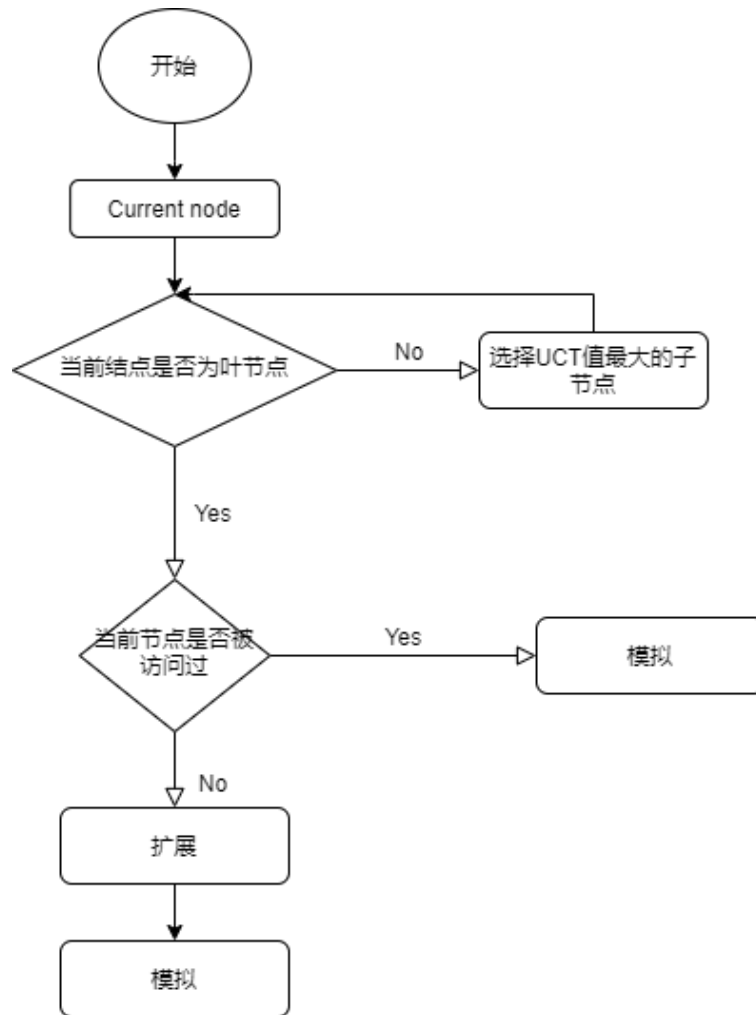 开始
Current node
当前结点是否为叶节点
No
选择UCT值最大的子
节点
Yes
当前节点是否被
访问过
Yes
模拟
No
扩展
模拟